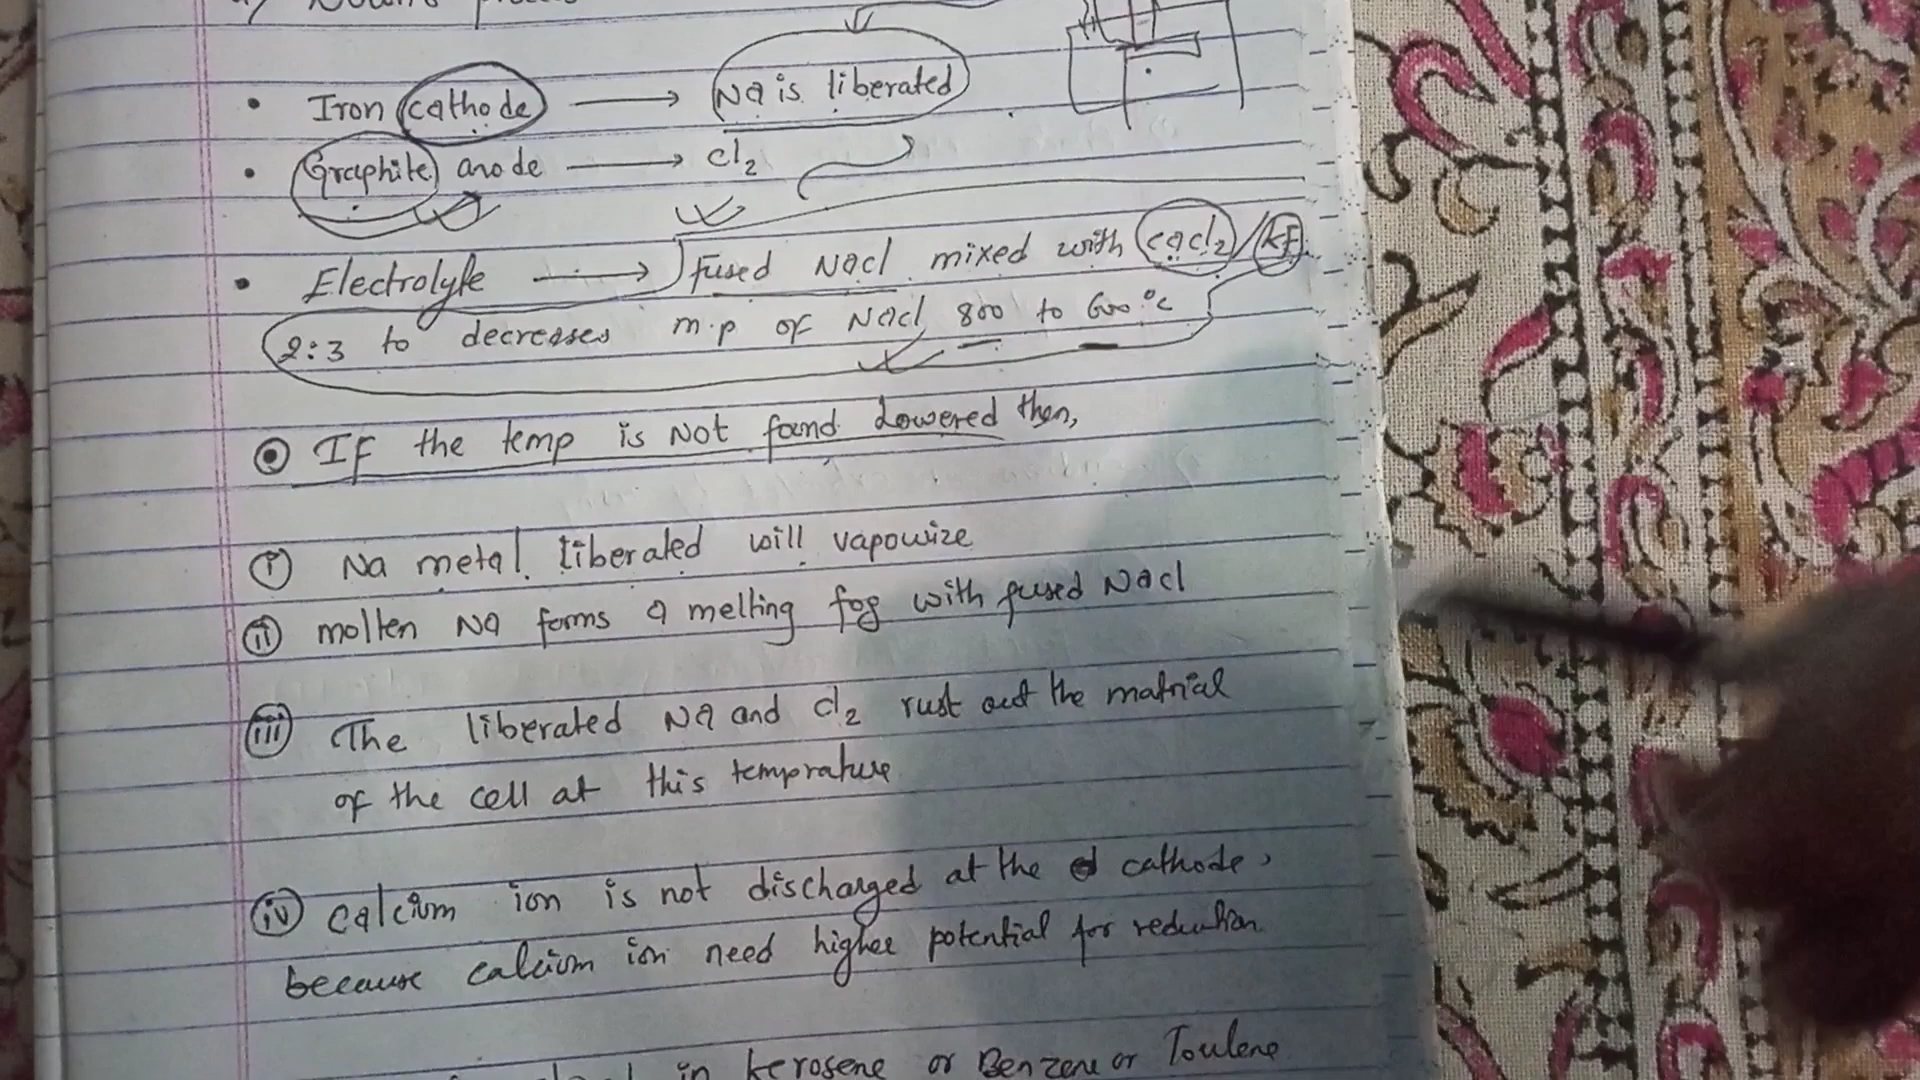 Downs process
• Iron cathode → Na is liberated
• Graphite anode → Cl2
• Electrolyte → Fused NaCl mixed with CaCl2/KF
2:3 to decreases m.p of NaCl 800 to 600°C
IF the temp is Not found Lowered then,
(i) Na metal liberated will vapourize
(ii) molten Na forms a melting fog with fused NaCl
(iii) The liberated Na and Cl2 rust out the matrial
of the cell at this temprature
(iv) Calcium ion is not discharged at the cathode,
because calcium ion need higher potential for reduction
in kerosene or Benzene or Toulene